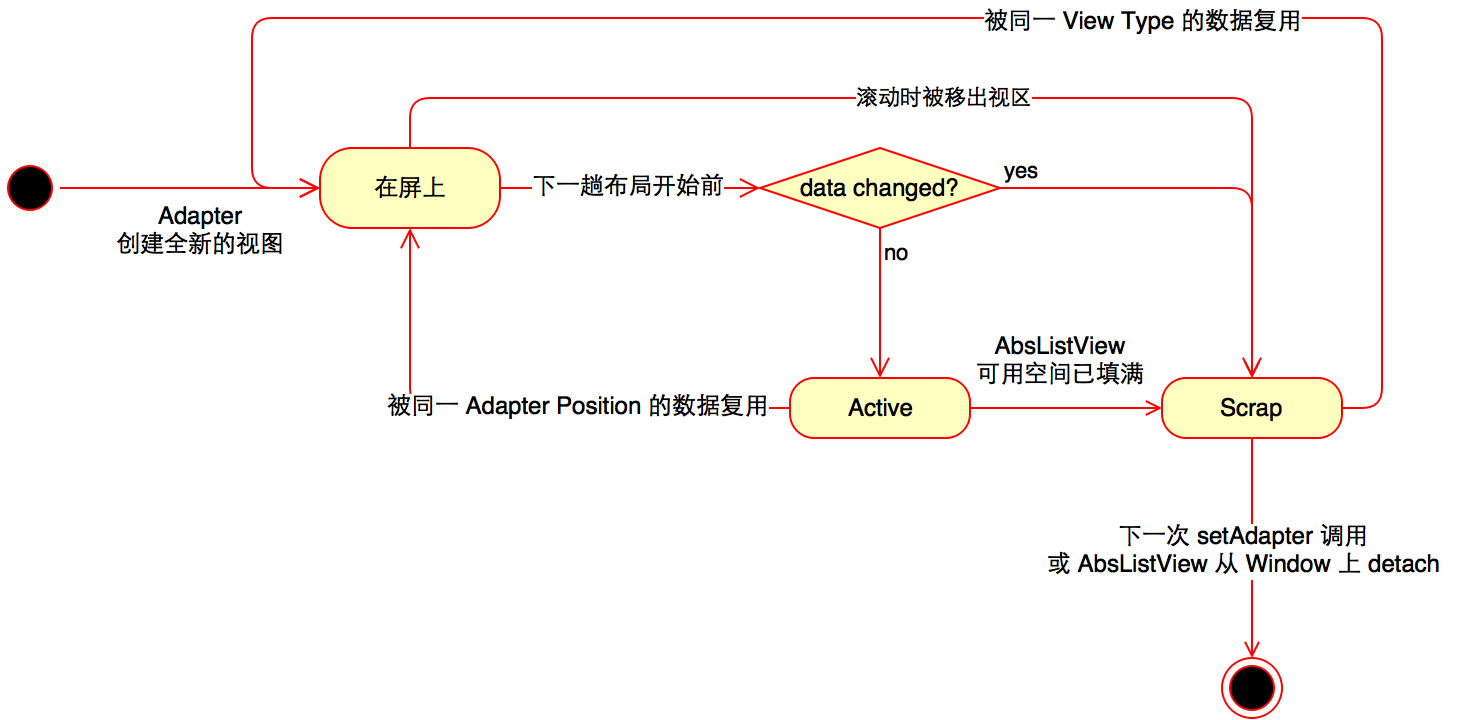 被同一 View Type 的数据复用
滚动时被移出视区
在屏上
下一趟布局开始前
data changed?
yes
Adapter
创建全新的视图
no
AbsListView
可用空间已填满
被同一 Adapter Position 的数据复用
Active
Scrap
下一次 setAdapter 调用
或 AbsListView 从 Window 上 detach